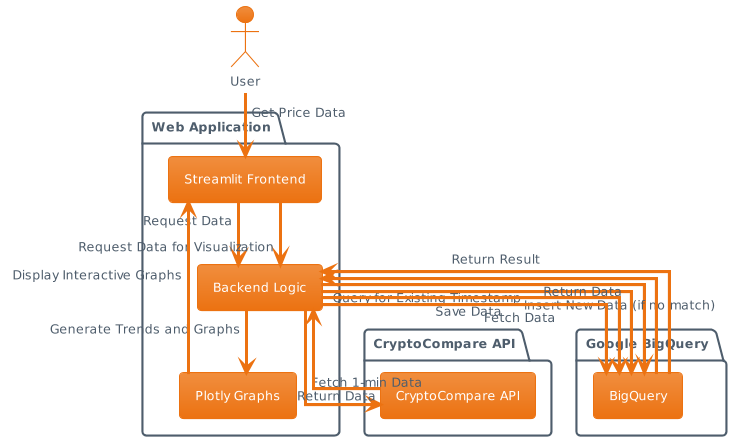 User
Get Price Data
Web Application
Streamlit Frontend
Request Data
Request Data for Visualization
Return Result
Display Interactive Graphs
Backend Logic
Return Data
Query for Existing Timestamp
Insert New Data (if no match)
Save Data
Fetch Data
Generate Trends and Graphs
CryptoCompare API
Google BigQuery
Fetch 1-min Data
Plotly Graphs
Return Data
CryptoCompare API
BigQuery